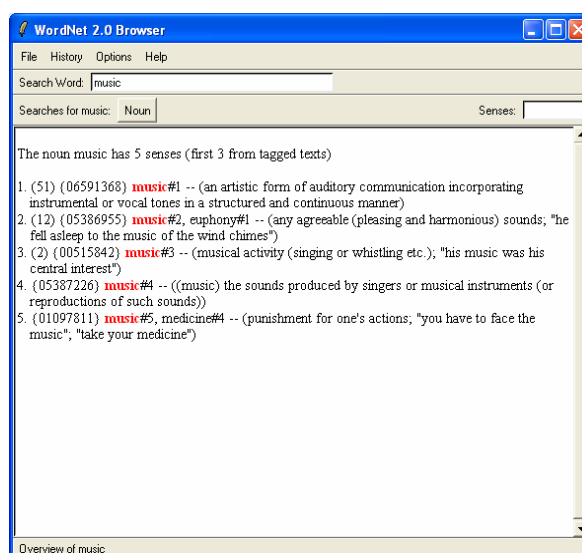 WordNet 2.0 Browser
File History Options Help
Search Word: music
Searches for music: Noun Senses:
The noun music has 5 senses (first 3 from tagged texts)
1. (51) {06591368} music#1 -- (an artistic form of auditory communication incorporating
instrumental or vocal tones in a structured and continuous manner)
2. (12) {05386955} music#2, euphony#1 -- (any agreeable (pleasing and harmonious) sounds; "he
fell asleep to the music of the wind chimes")
3. (2) {00515842} music#3 -- (musical activity (singing or whistling etc.); "his music was his
central interest")
4. {05387226} music#4 -- ((music) the sounds produced by singers or musical instruments (or
reproductions of such sounds))
5. {01097811} music#5, medicine#4 -- (punishment for one's actions; "you have to face the
music"; "take your medicine")
Overview of music